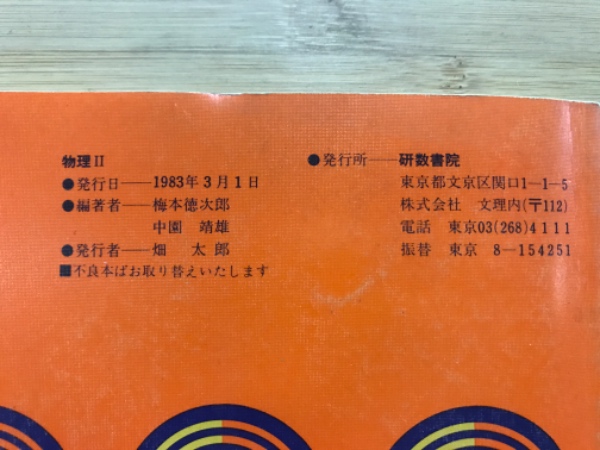 物理II
●発行日――1983年3月1日
●編著者――梅本徳次郎
中園 靖雄
●発行者――畑 太郎
■不良本はお取り替えいたします
●発行所――研数書院
東京都文京区関口1-1-5
株式会社 文理内(〒112)
電話 東京03(268)4111
振替 東京 8-154251